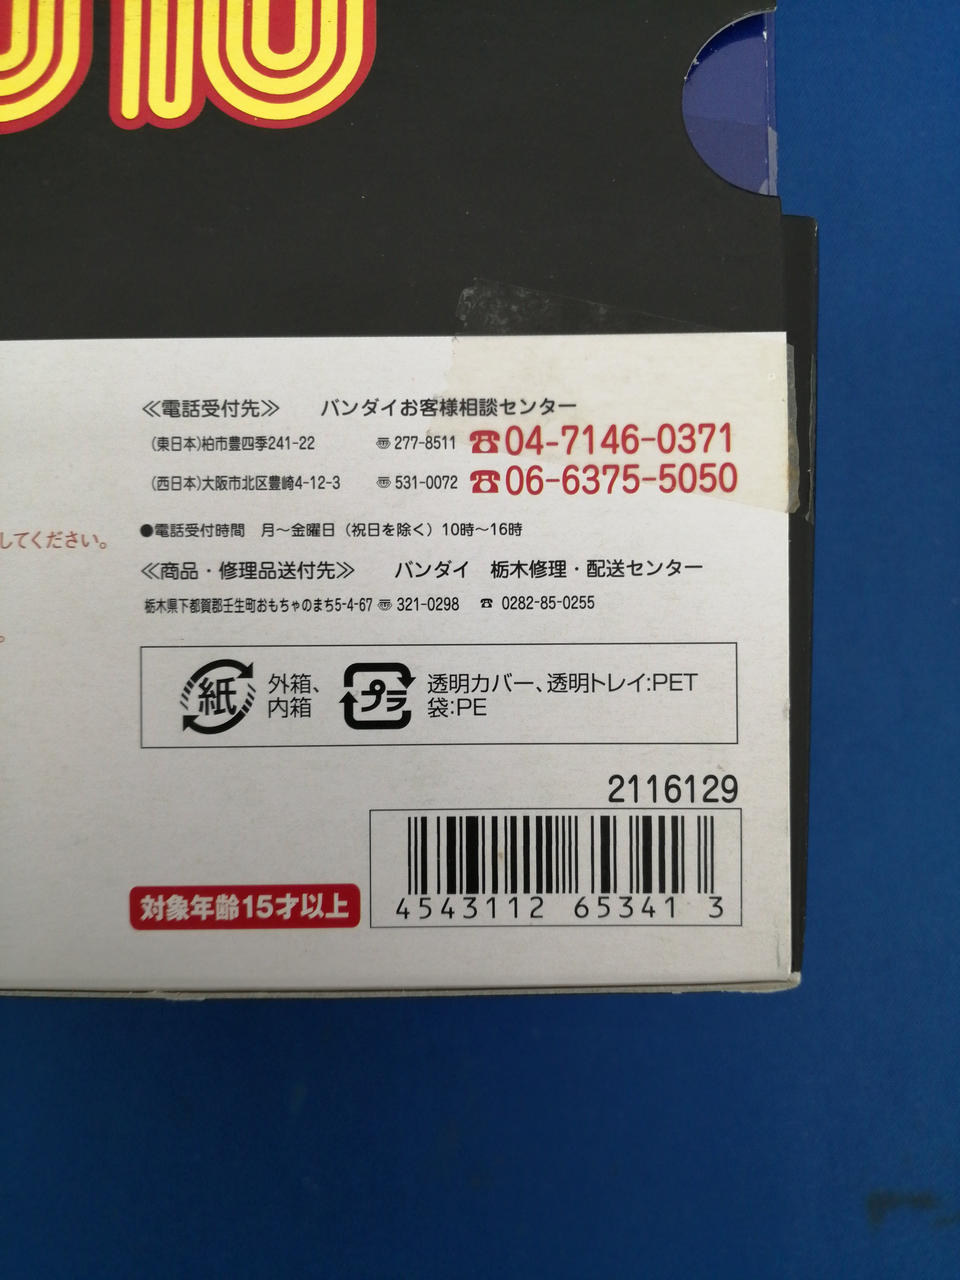 ≪電話受付先≫ バンダイお客様相談センター
(東日本)柏市豊四季241-22 〠 277-8511 ☎04-7146-0371
(西日本)大阪市北区豊崎4-12-3 〠 531-0072 ☎06-6375-5050
●電話受付時間 月～金曜日（祝日を除く）10時～16時
してください。
≪商品・修理品送付先≫ バンダイ 栃木修理・配送センター
栃木県下都賀郡壬生町おもちゃのまち5-4-67 〠 321-0298 ☎ 0282-85-0255
。
紙 外箱、
内箱
プラ 透明カバー、透明トレイ:PET
袋:PE
2116129
対象年齢15才以上
4543112 65341 3